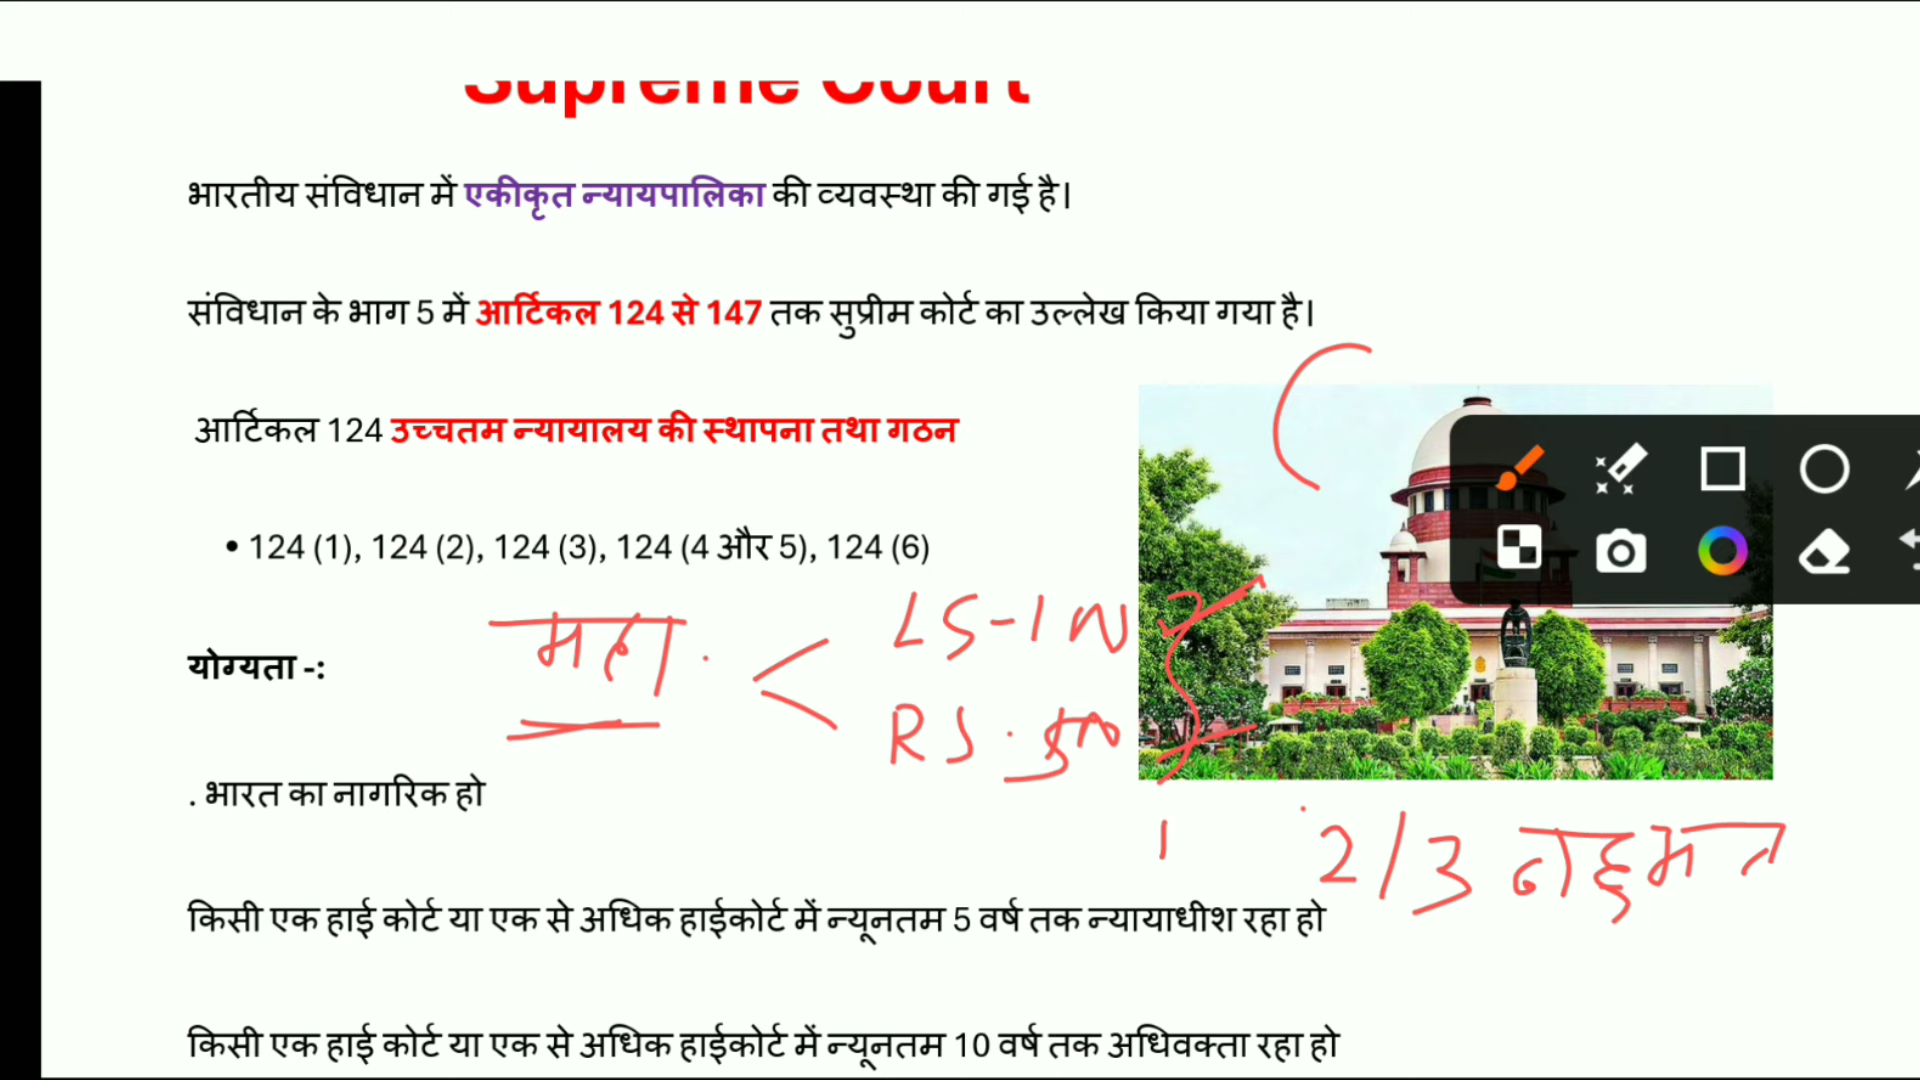 Supreme Court
भारतीय संविधान में एकीकृत न्यायपालिका की व्यवस्था की गई है।
संविधान के भाग 5 में आर्टिकल 124 से 147 तक सुप्रीम कोर्ट का उल्लेख किया गया है।
आर्टिकल 124 उच्चतम न्यायालय की स्थापना तथा गठन
• 124 (1), 124 (2), 124 (3), 124 (4 और 5), 124 (6)
महा. LS-
योग्यता -:
RS.
. भारत का नागरिक हो
2/3 बहुमत
किसी एक हाई कोर्ट या एक से अधिक हाईकोर्ट में न्यूनतम 5 वर्ष तक न्यायाधीश रहा हो
किसी एक हाई कोर्ट या एक से अधिक हाईकोर्ट में न्यूनतम 10 वर्ष तक अधिवक्ता रहा हो